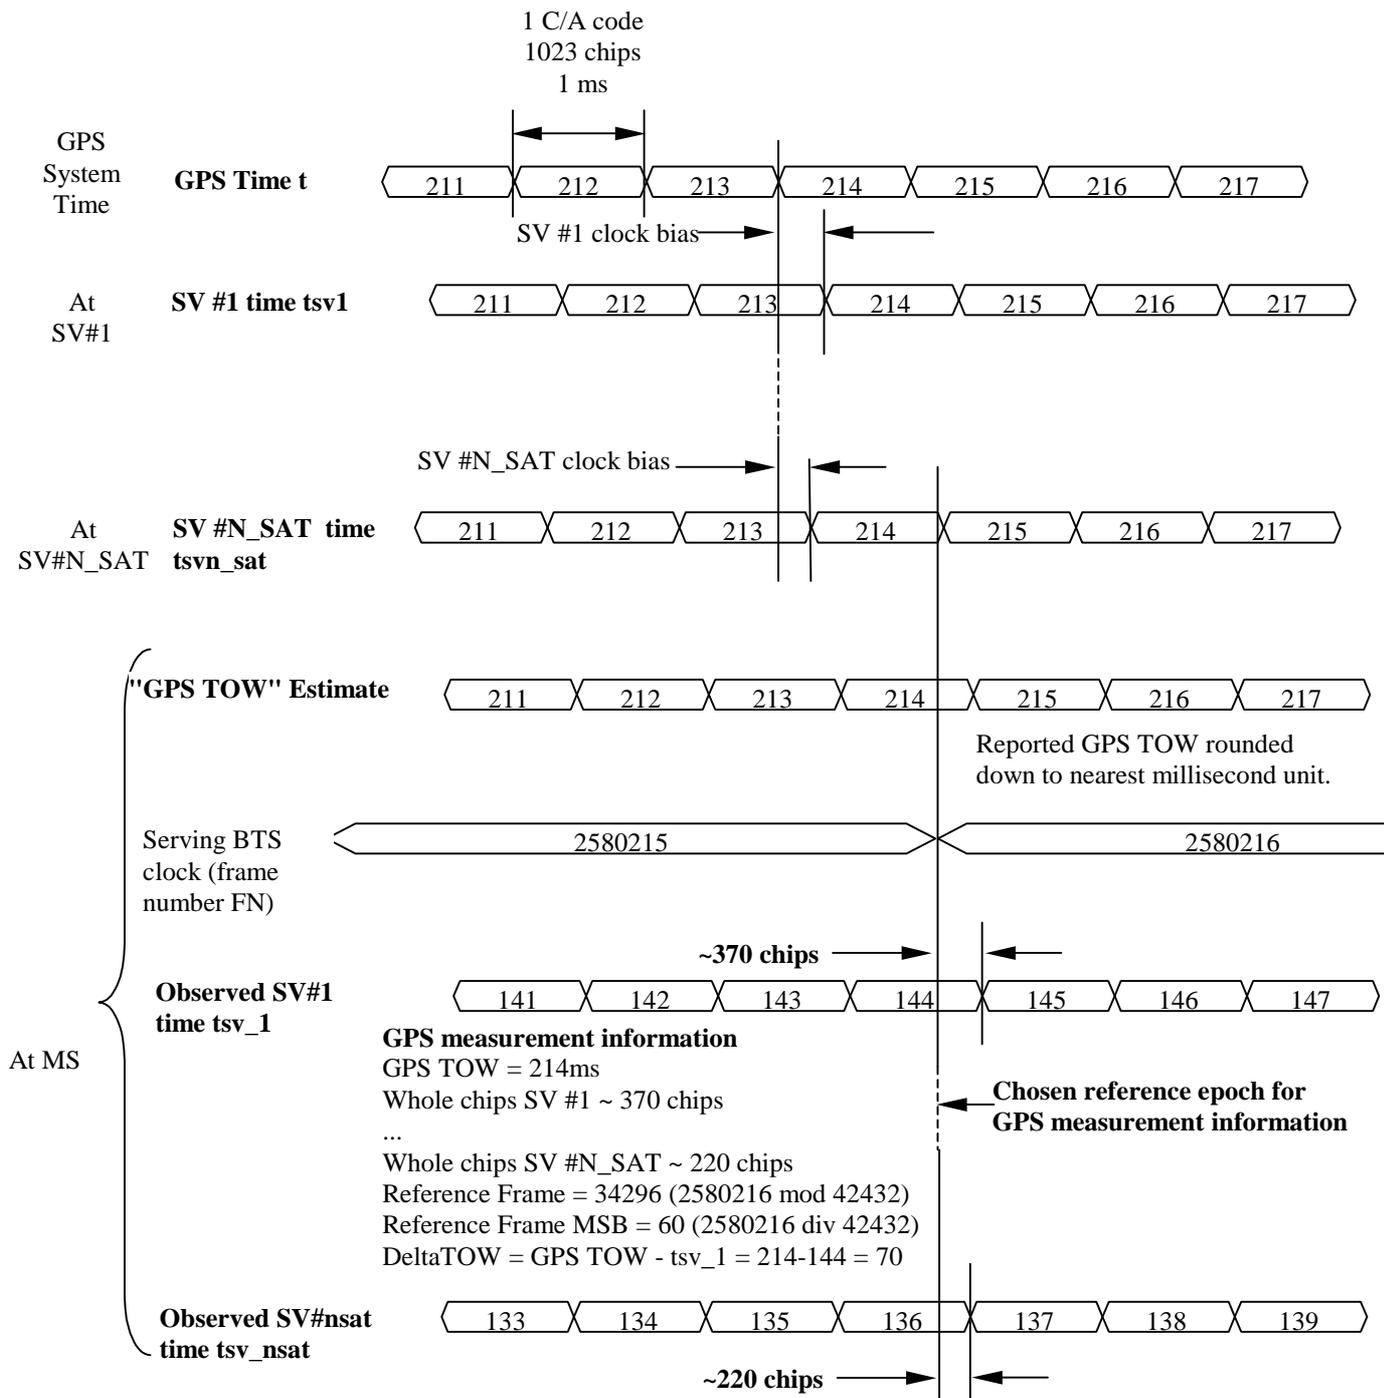 1 C/A code
1023 chips
1 ms
GPS
System
Time
GPS Time t
211 212 213 214 215 216 217
SV #1 clock bias
At
SV#1
SV #1 time tsv1
211 212 213 214 215 216 217
SV #N_SAT clock bias
At
SV#N_SAT
SV #N_SAT time
tsvn_sat
211 212 213 214 215 216 217
"GPS TOW" Estimate
211 212 213 214 215 216 217
Reported GPS TOW rounded
down to nearest millisecond unit.
Serving BTS
clock (frame
number FN)
2580215 2580216
~370 chips
Observed SV#1
time tsv_1
141 142 143 144 145 146 147
At MS
GPS measurement information
GPS TOW = 214ms
Whole chips SV #1 ~ 370 chips
...
Whole chips SV #N_SAT ~ 220 chips
Reference Frame = 34296 (2580216 mod 42432)
Reference Frame MSB = 60 (2580216 div 42432)
DeltaTOW = GPS TOW - tsv_1 = 214-144 = 70
Chosen reference epoch for
GPS measurement information
Observed SV#nsat
time tsv_nsat
133 134 135 136 137 138 139
~220 chips